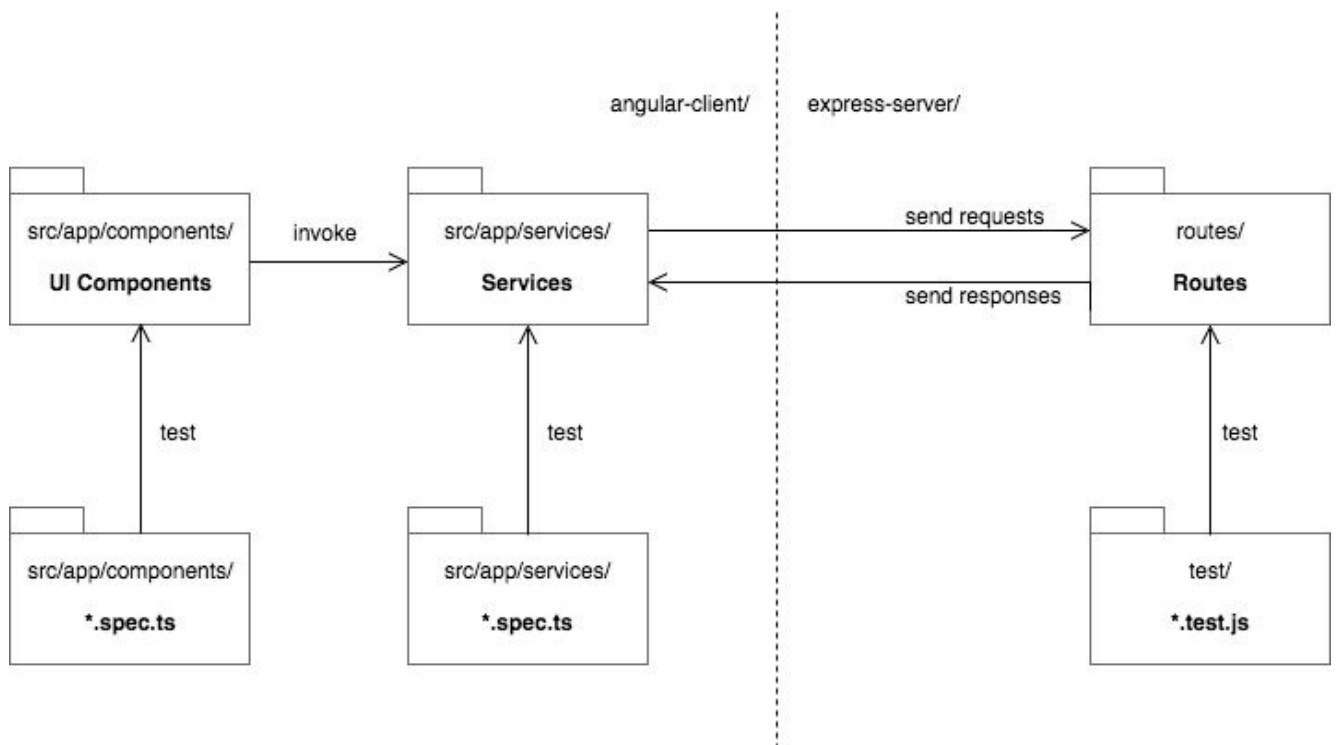 angular-client/
express-server/
src/app/components/
UI Components
invoke
src/app/services/
Services
send requests
send responses
routes/
Routes
test
test
test
src/app/components/
*.spec.ts
src/app/services/
*.spec.ts
test/
*.test.js